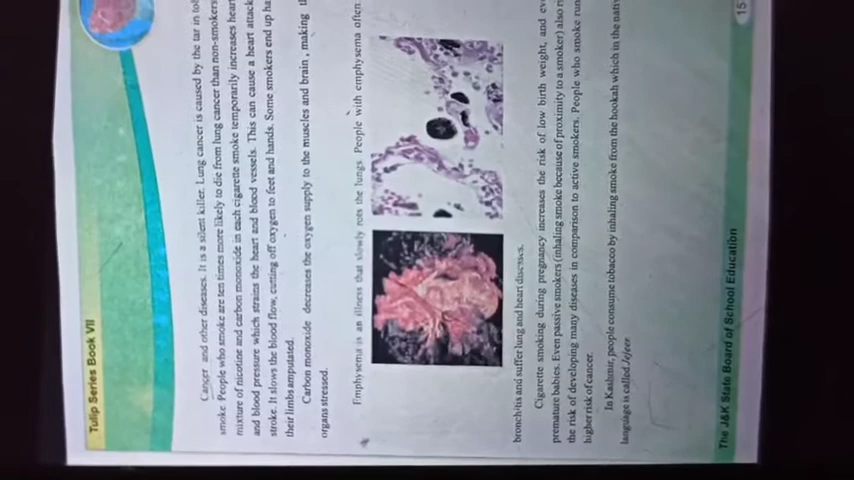 Tulip Series Book VII
Cancer and other diseases. It is a silent killer. Lung cancer is caused by the tar in
smoke. People who smoke are ten times more likely to die from lung cancer than non-smokers
mixture of nicotine and carbon monoxide in each cigarette smoke temporarily increases heart
and blood pressure which strains the heart and blood vessels. This can cause a heart attack
stroke. It slows the blood flow, cutting off oxygen to feet and hands. Some smokers end up ha
their limbs amputated.
Carbon monoxide decreases the oxygen supply to the muscles and brain , making
organs stressed.
Emphysema is an illness that slowly rots the lungs. People with emphysema often
bronchitis and suffer lung and heart diseases.
Cigarette smoking during pregnancy increases the risk of low birth weight, and
premature babies. Even passive smokers (inhaling smoke because of proximity to a smoker) also
the risk of developing many diseases in comparison to active smokers. People who smoke run
higher risk of cancer.
In Kashmir, people consume tobacco by inhaling smoke from the hookah which in the
language is called Jejeer
The J&K State Board of School Education